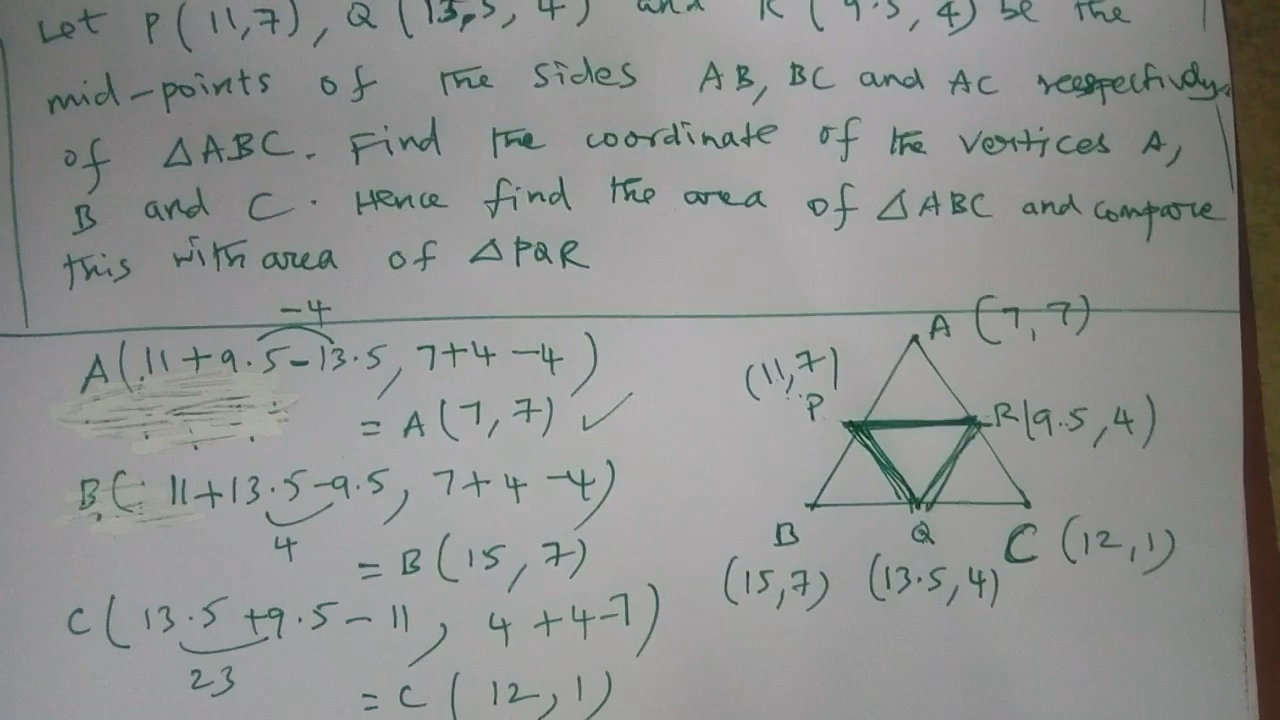 Let P(11,7), Q(13.5, 4) and R(9.5, 4) be the
mid-points of the sides AB, BC and AC respectively.
of △ABC. Find the coordinate of the vertices A,
B and C. Hence find the area of △ABC and compare
this with area of △PQR
-4
A(11+9.5-13.5, 7+4-4)
= A(7,7) ✓
B( 11+13.5-9.5, 7+4-4)
4
= B(15, 7)
C(13.5+9.5-11, 4+4-7)
23
= C(12,1)
A (7,7)
(11,7)
P
R(9.5,4)
B
Q
C (12,1)
(15,7)
(13.5,4)